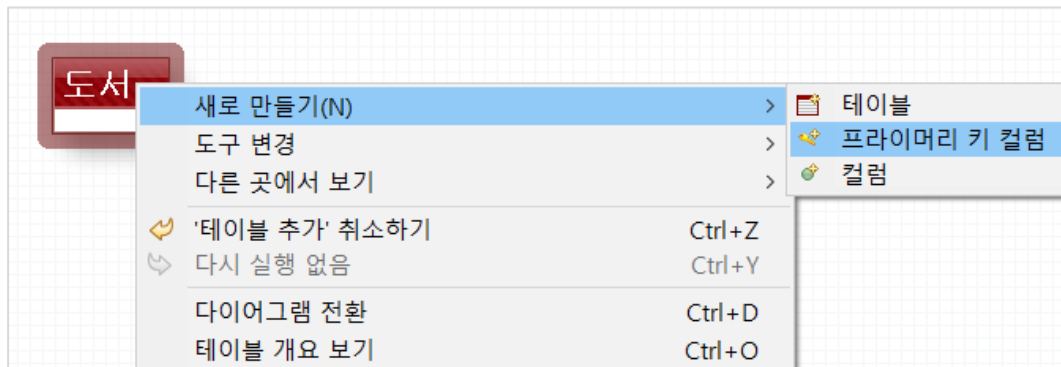 도서
새로 만들기(N)
테이블
도구 변경
프라이머리 키 컬럼
다른 곳에서 보기
컬럼
'테이블 추가' 취소하기 Ctrl+Z
다시 실행 없음 Ctrl+Y
다이어그램 전환 Ctrl+D
테이블 개요 보기 Ctrl+O